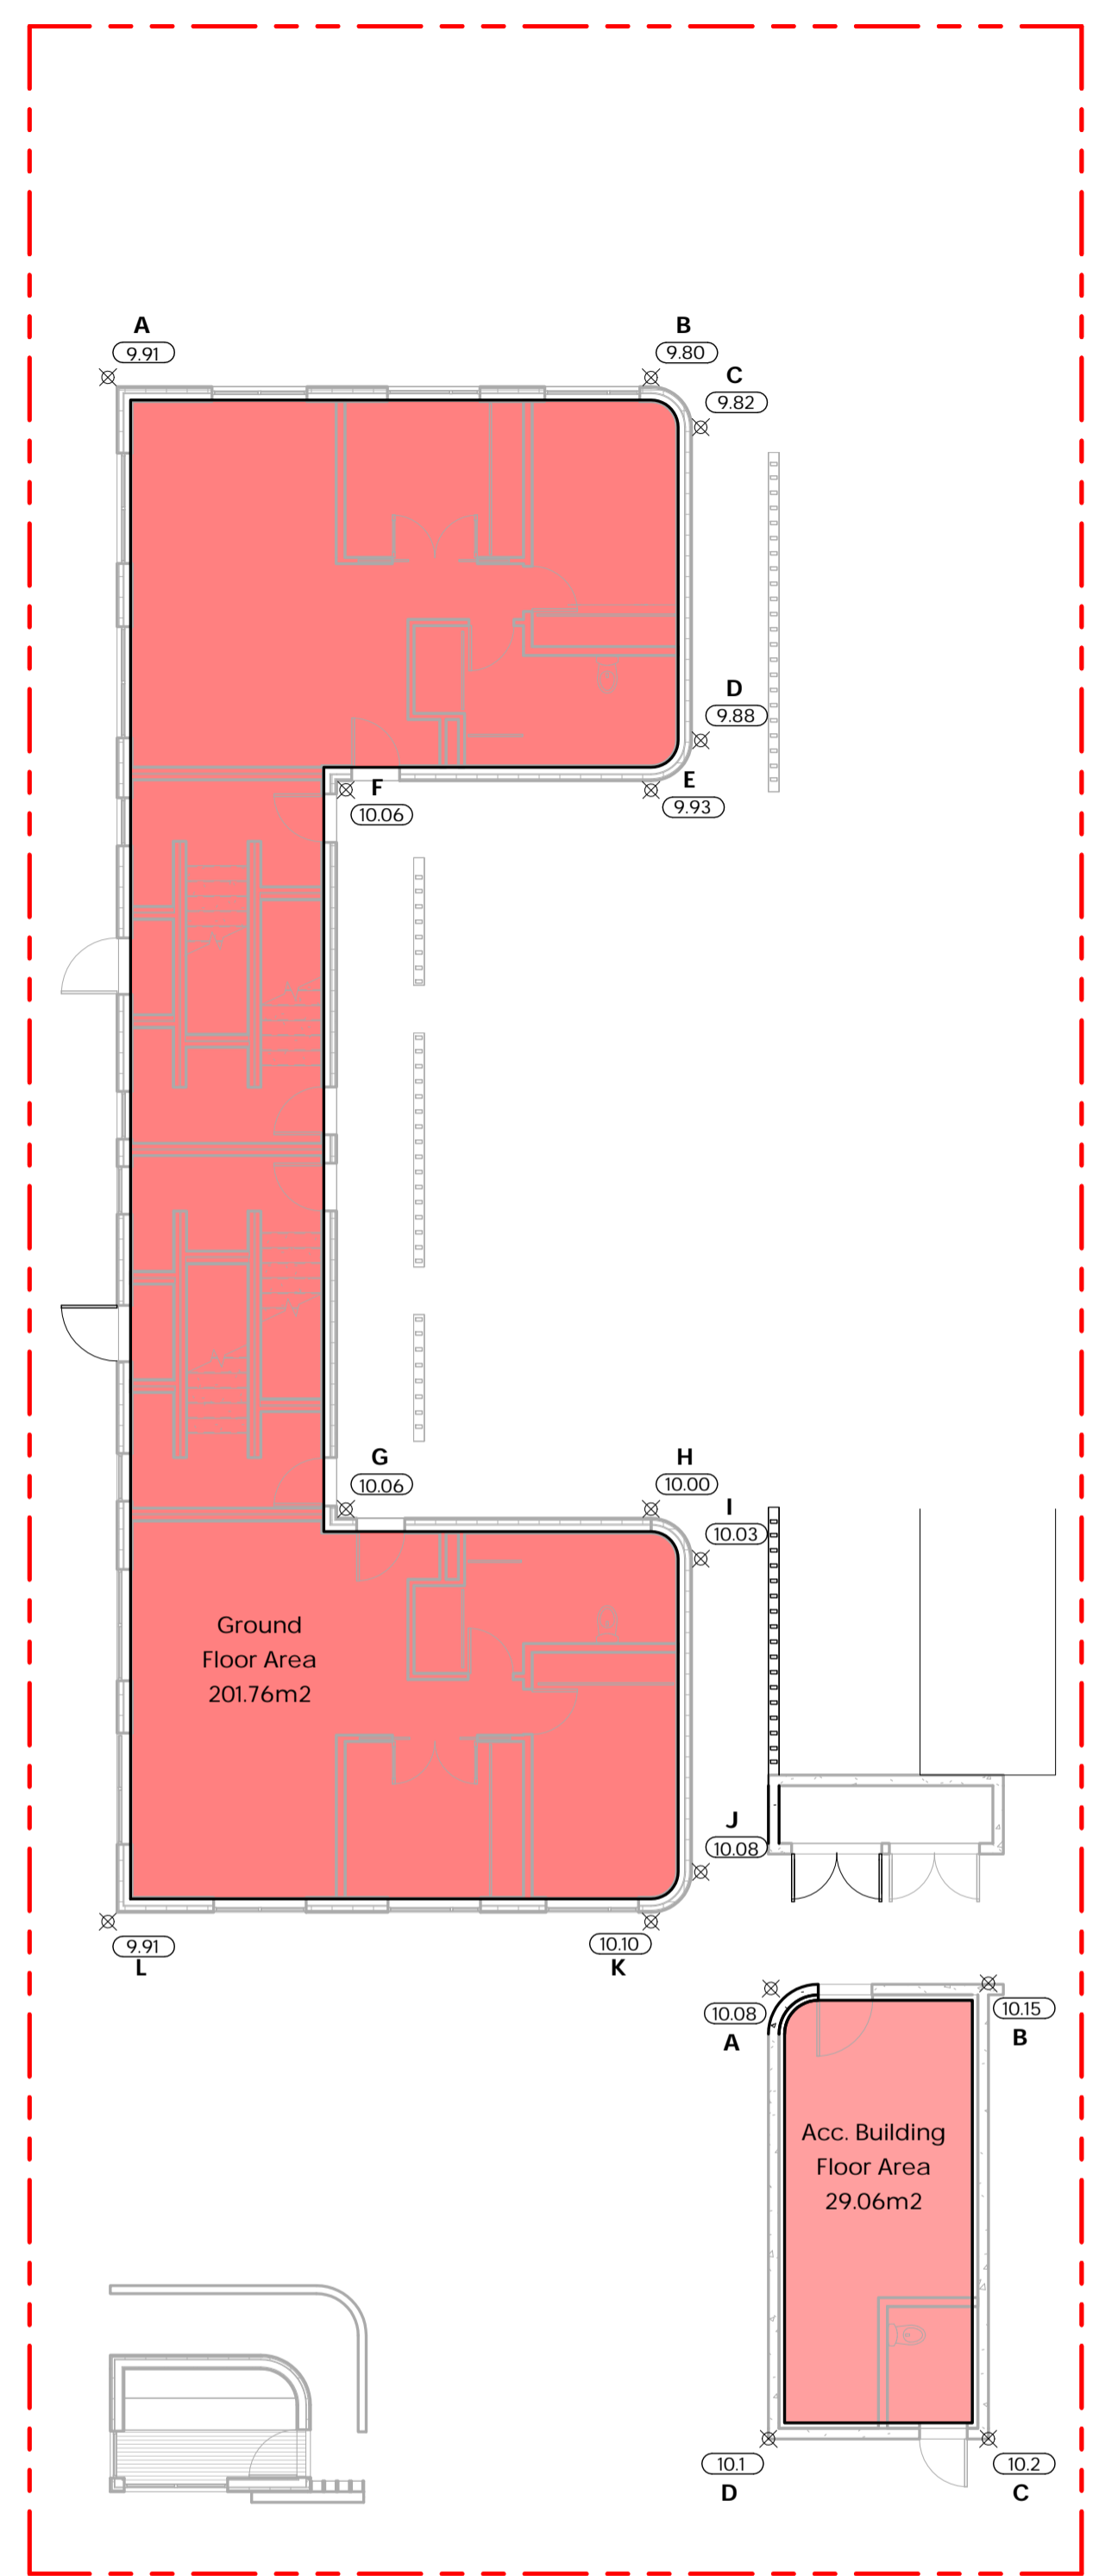 A
9.91
B
9.80
C
9.82
D
9.88
E
9.93
F
10.06
G
10.06
H
10.00
I
10.03
Ground
Floor Area
201.76m2
J
10.08
9.91
L
10.10
K
10.08
A
10.15
B
Acc. Building
Floor Area
29.06m2
10.1
D
10.2
C